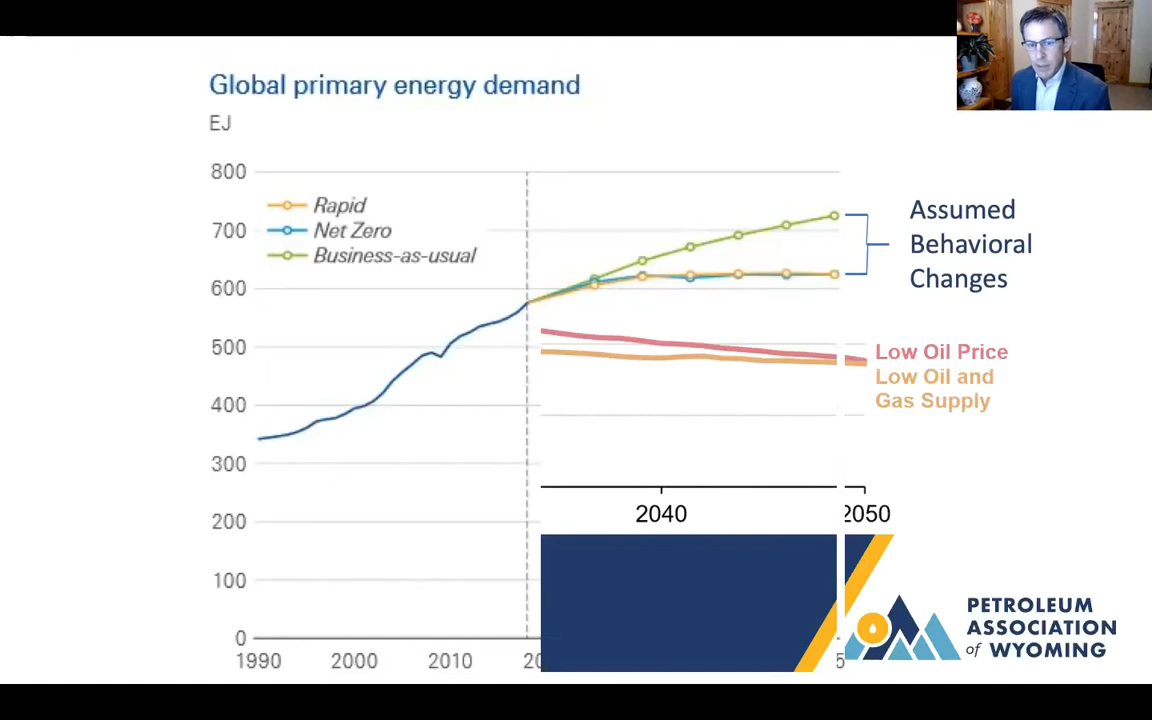 Global primary energy demand
EJ
800
700
600
500
400
300
200
100
0
Rapid
Net Zero
Business-as-usual
1990
2000
2010
Assumed
Behavioral
Changes
Low Oil Price
Low Oil and
Gas Supply
2040
2050
PETROLEUM
ASSOCIATION
of WYOMING